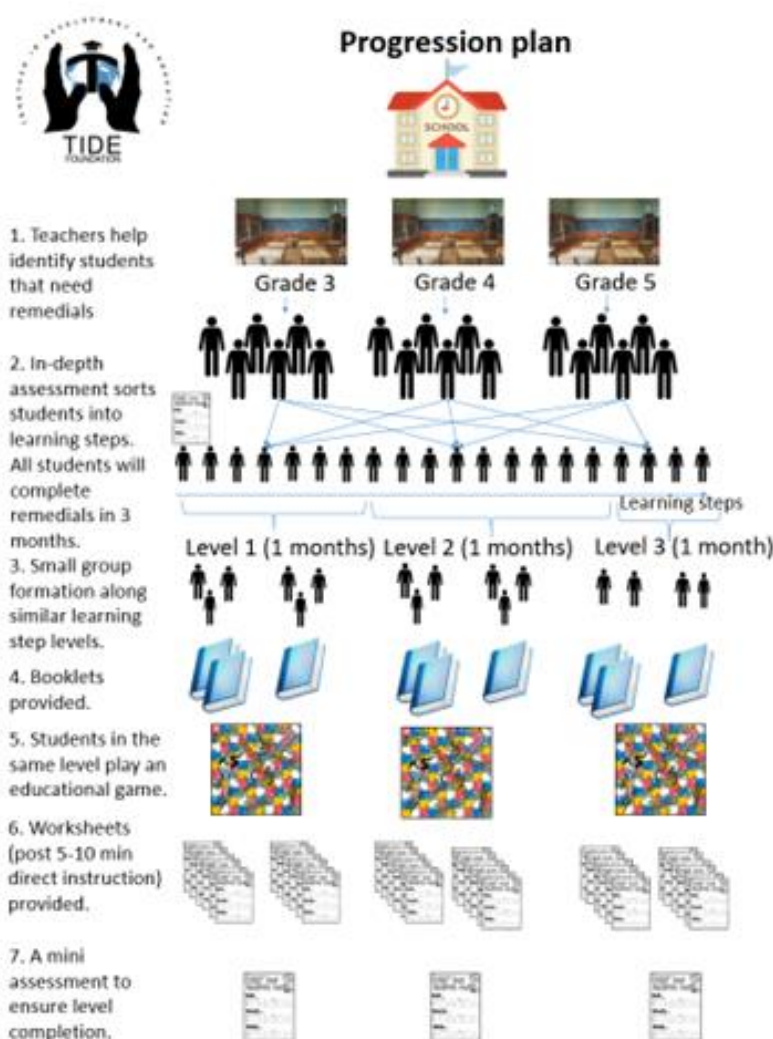 TIDE
FOUNDATION
Progression plan
SCHOOL
1. Teachers help
identify students
that need
remedials
Grade 3
Grade 4
Grade 5
2. In-depth
assessment sorts
students into
learning steps.
All students will
complete
remedials in 3
months.
Learning steps
Level 1 (1 months)
Level 2 (1 months)
Level 3 (1 month)
3. Small group
formation along
similar learning
step levels.
4. Booklets
provided.
5. Students in the
same level play an
educational game.
6. Worksheets
(post 5-10 min
direct instruction)
provided.
7. A mini
assessment to
ensure level
completion.